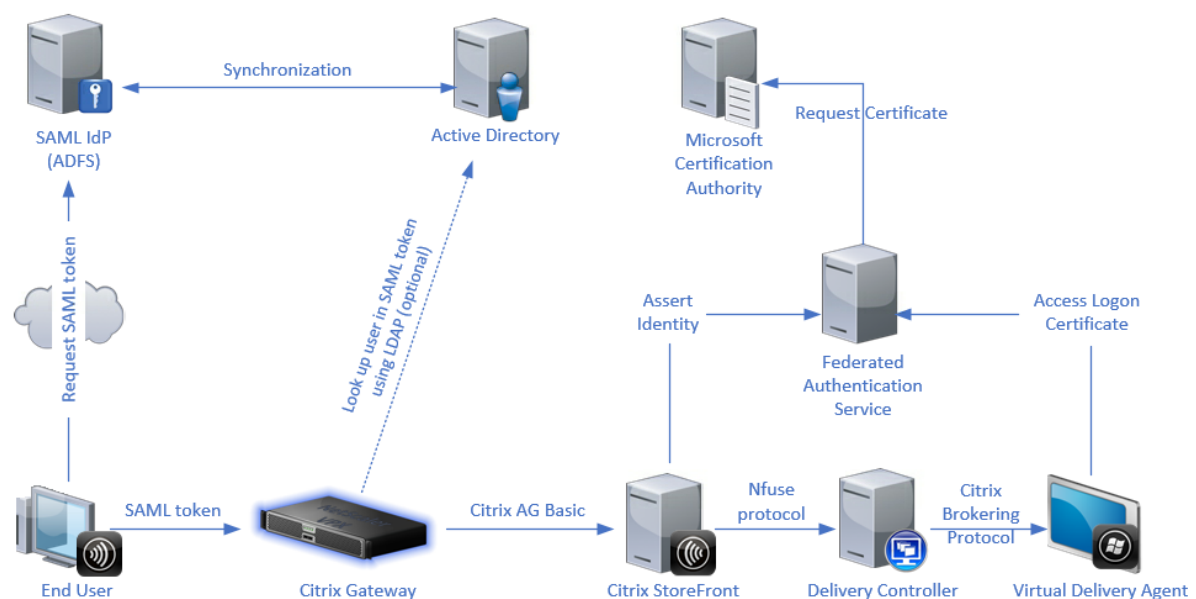 Synchronization
SAML IdP
(ADFS)
Active Directory
Request Certificate
Microsoft
Certification
Authority
Request SAML token
Look up user in SAML token
using LDAP (optional)
Assert
Identity
Access Logon
Certificate
Federated
Authentication
Service
SAML token
Citrix AG Basic
Nfuse
protocol
Citrix
Brokering
Protocol
End User
Citrix Gateway
Citrix StoreFront
Delivery Controller
Virtual Delivery Agent